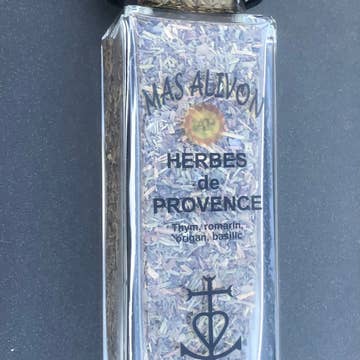 MAS ALIVON
HERBES
de
PROVENCE
Thym, romarin,
origan, basilic